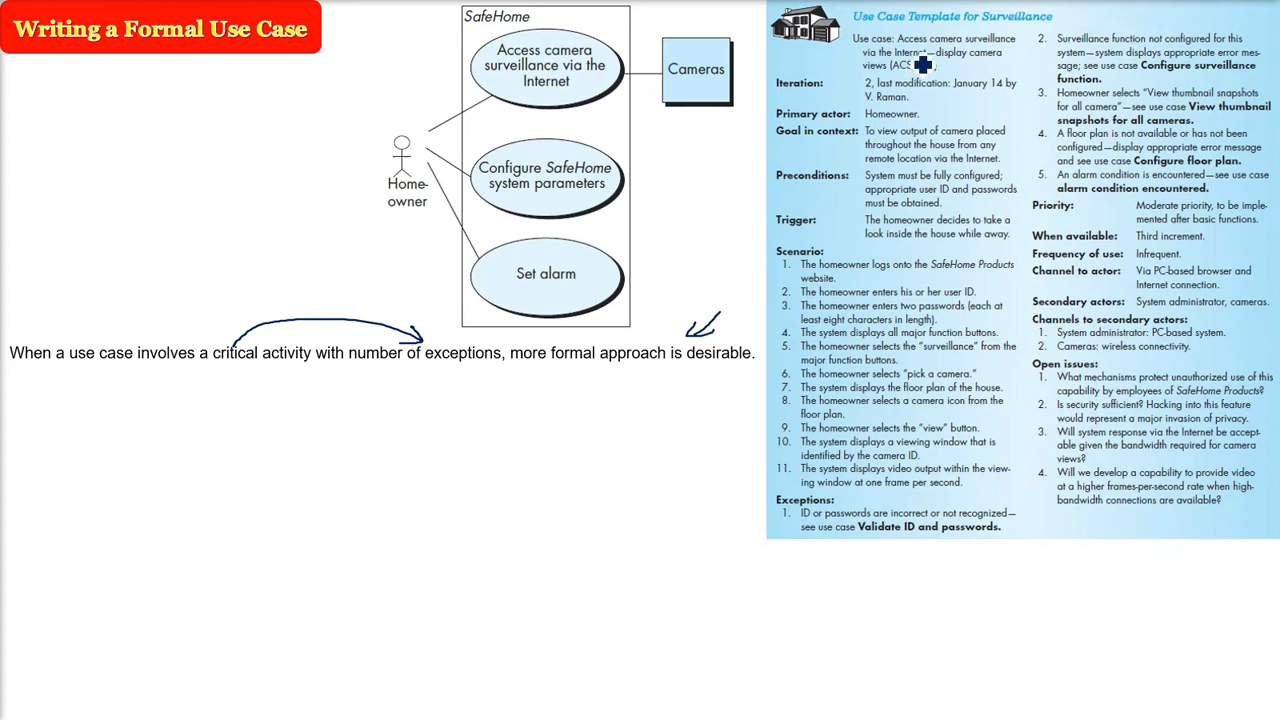 Writing a Formal Use Case
SafeHome
Access camera
surveillance via the
Internet
Cameras
Configure SafeHome
system parameters
Home-
owner
Set alarm
When a use case involves a critical activity with number of exceptions, more formal approach is desirable.
Use Case Template for Surveillance
Use case: Access camera surveillance
via the Internet—display camera
views (ACS
Iteration: 2, last modification: January 14 by
V. Raman.
Primary actor: Homeowner.
Goal in context: To view output of camera placed
throughout the house from any
remote location via the Internet.
Preconditions: System must be fully configured;
appropriate user ID and passwords
must be obtained.
Trigger: The homeowner decides to take a
look inside the house while away.
Scenario:
1. The homeowner logs onto the SafeHome Products
website.
2. The homeowner enters his or her user ID.
3. The homeowner enters two passwords (each at
least eight characters in length).
4. The system displays all major function buttons.
5. The homeowner selects the “surveillance” from the
major function buttons.
6. The homeowner selects “pick a camera.”
7. The system displays the floor plan of the house.
8. The homeowner selects a camera icon from the
floor plan.
9. The homeowner selects the “view” button.
10. The system displays a viewing window that is
identified by the camera ID.
11. The system displays video output within the view-
ing window at one frame per second.
Exceptions:
1. ID or passwords are incorrect or not recognized—
see use case Validate ID and passwords.
2. Surveillance function not configured for this
system—system displays appropriate error mes-
sage; see use case Configure surveillance
function.
3. Homeowner selects “View thumbnail snapshots
for all camera”—see use case View thumbnail
snapshots for all cameras.
4. A floor plan is not available or has not been
configured—display appropriate error message
and see use case Configure floor plan.
5. An alarm condition is encountered—see use case
alarm condition encountered.
Priority: Moderate priority, to be imple-
mented after basic functions.
When available: Third increment.
Frequency of use: Infrequent.
Channel to actor: Via PC-based browser and
Internet connection.
Secondary actors: System administrator, cameras.
Channels to secondary actors:
1. System administrator: PC-based system.
2. Cameras: wireless connectivity.
Open issues:
1. What mechanisms protect unauthorized use of this
capability by employees of SafeHome Products?
2. Is security sufficient? Hacking into this feature
would represent a major invasion of privacy.
3. Will system response via the Internet be accept-
able given the bandwidth required for camera
views?
4. Will we develop a capability to provide video
at a higher frames-per-second rate when high-
bandwidth connections are available?